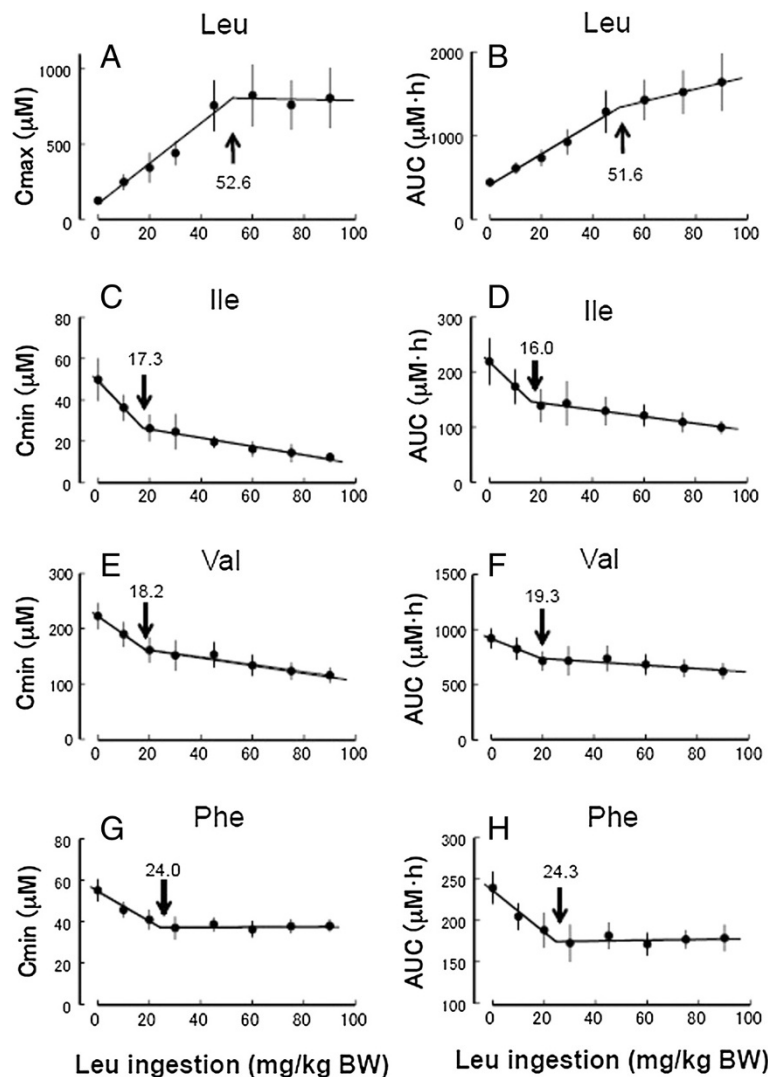 Leu
A
Cmax (μM)
1000
500
0
52.6
0 20 40 60 80 100
Leu
B
AUC (μM·h)
2000
1000
0
51.6
0 20 40 60 80 100
Ile
C
Cmin (μM)
80
60
40
20
0
17.3
0 20 40 60 80 100
Ile
D
AUC (μM·h)
300
200
100
0
16.0
0 20 40 60 80 100
Val
E
Cmin (μM)
300
200
100
0
18.2
0 20 40 60 80 100
Val
F
AUC (μM·h)
1500
1000
500
0
19.3
0 20 40 60 80 100
Phe
G
Cmin (μM)
80
60
40
20
0
24.0
0 20 40 60 80 100
Phe
H
AUC (μM·h)
300
250
200
150
100
24.3
0 20 40 60 80 100
Leu ingestion (mg/kg BW)
Leu ingestion (mg/kg BW)